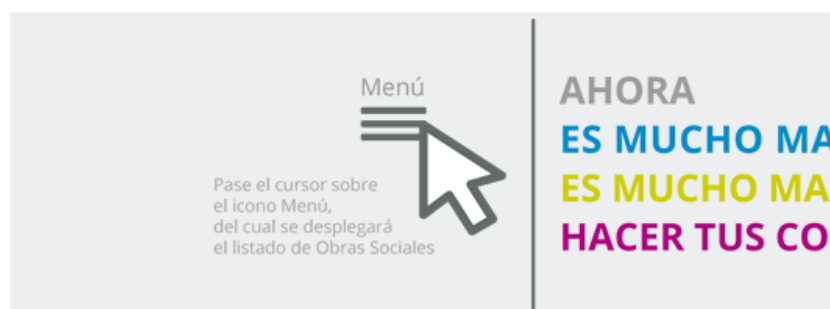 Menú
Pase el cursor sobre
el icono Menú,
del cual se desplegará
el listado de Obras Sociales
AHORA
ES MUCHO MA
ES MUCHO MA
HACER TUS CO